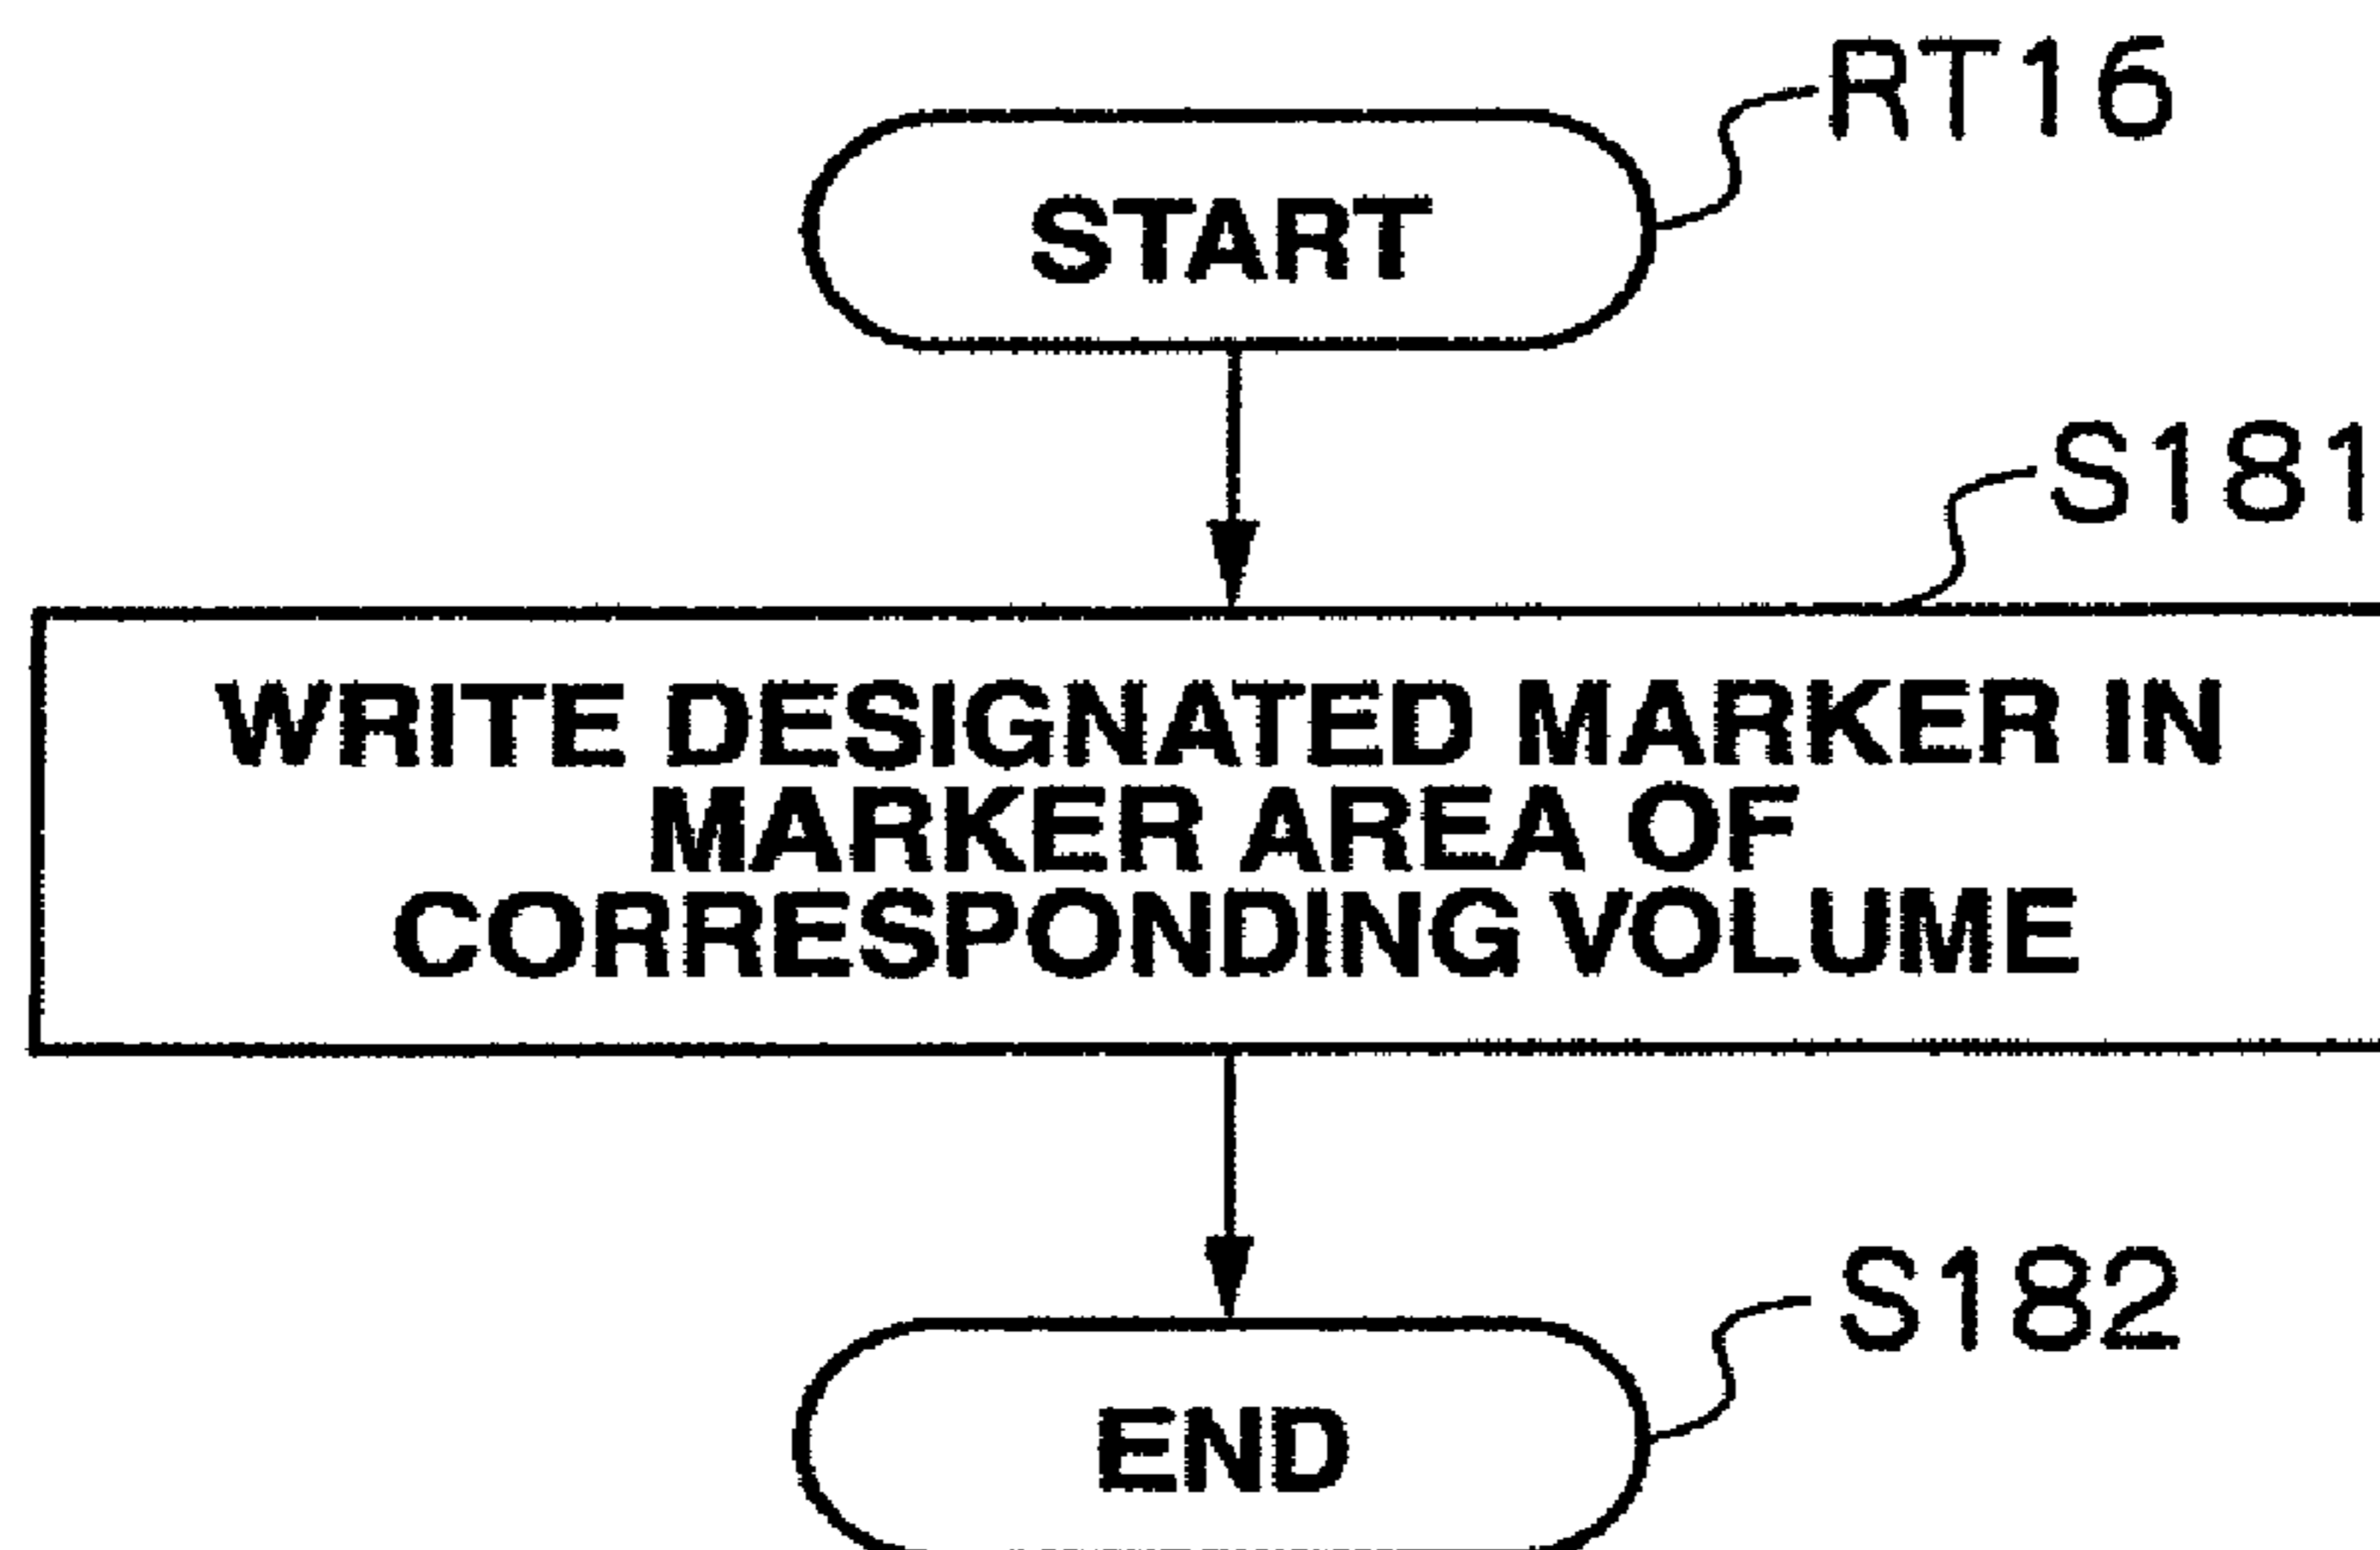 RT16
START
S181
WRITE DESIGNATED MARKER IN
MARKER AREA OF
CORRESPONDING VOLUME
S182
END